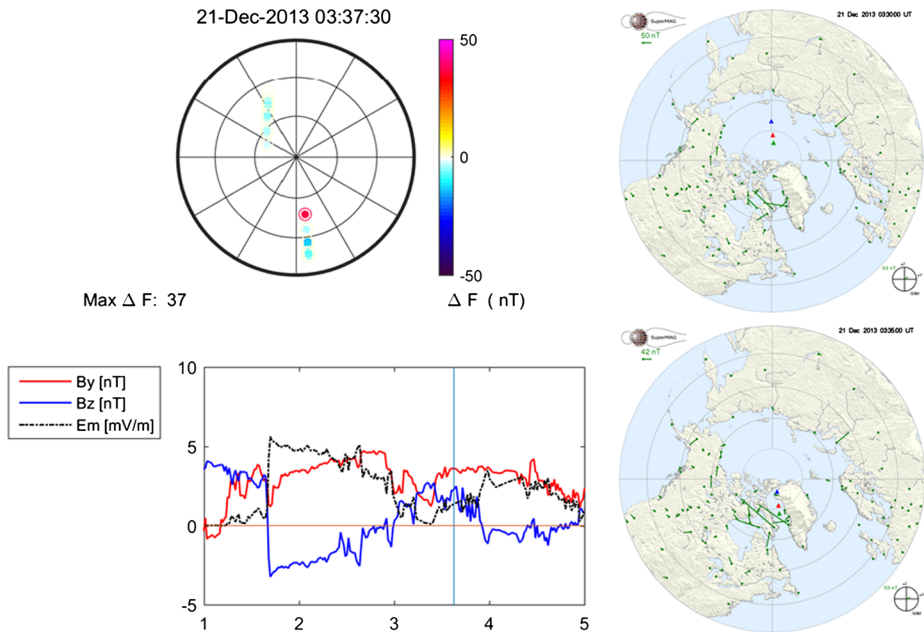 21-Dec-2013 03:37:30
50
0
-50
Max Δ F: 37
Δ F ( nT)
By [nT]
Bz [nT]
Em [mV/m]
10
5
0
-5
1
2
3
4
5
SuperMAG
21 Dec 2013 03:30:00 UT
50 nT
SuperMAG
21 Dec 2013 03:35:00 UT
42 nT